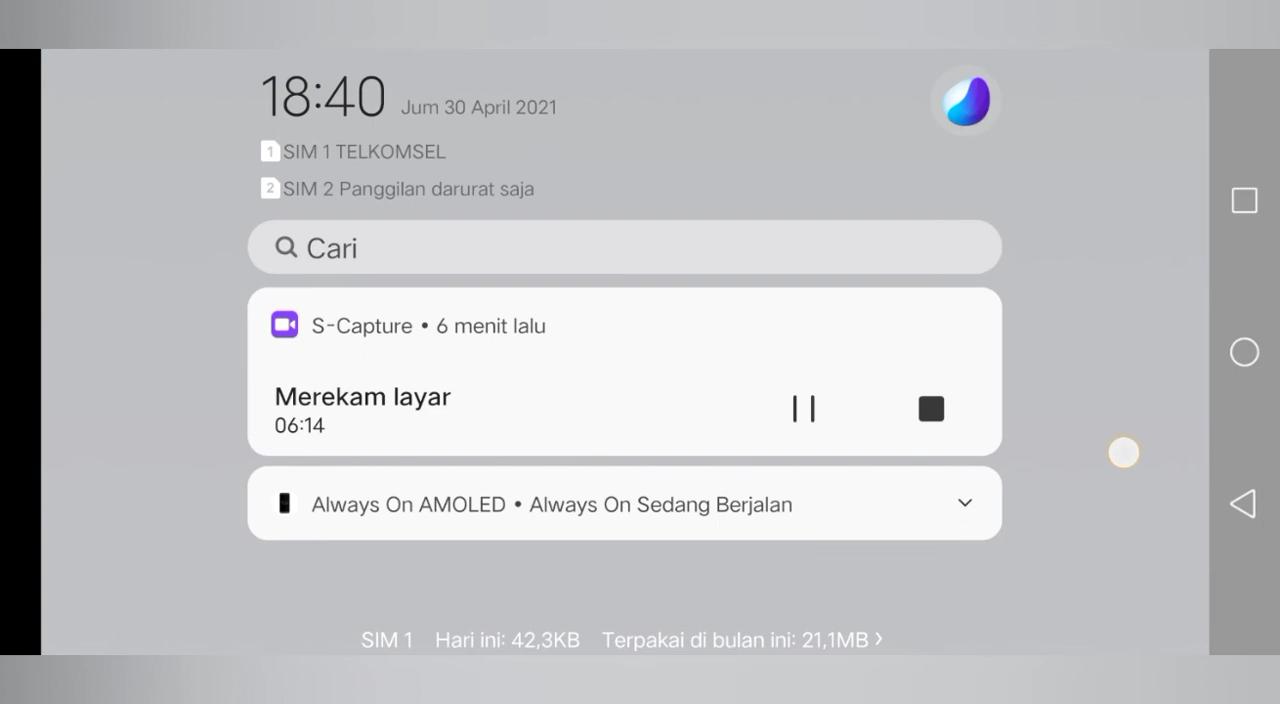 18:40 Jum 30 April 2021
1 SIM 1 TELKOMSEL
2 SIM 2 Panggilan darurat saja
Cari
S-Capture • 6 menit lalu
Merekam layar
06:14
Always On AMOLED • Always On Sedang Berjalan
SIM 1 Hari ini: 42,3KB Terpakai di bulan ini: 21,1MB